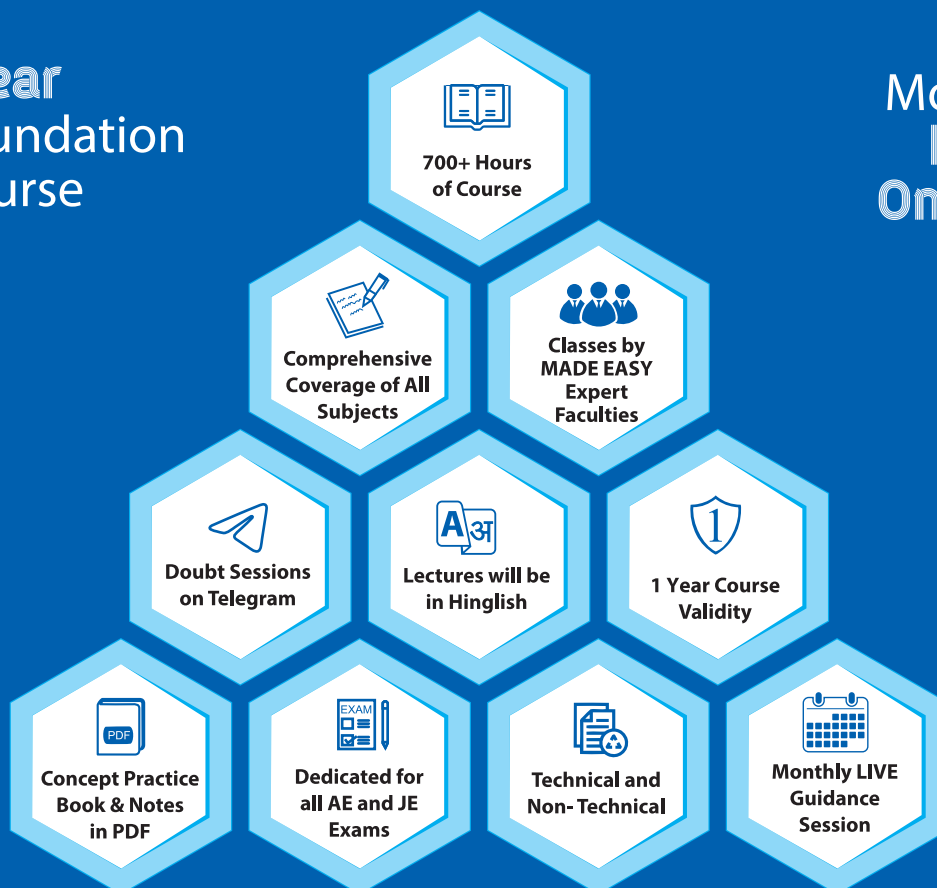 ear
undation
urse
Mo
On
700+ Hours
of Course
Comprehensive
Coverage of All
Subjects
Classes by
MADE EASY
Expert
Faculties
Doubt Sessions
on Telegram
A अ
Lectures will be
in Hinglish
1
1 Year Course
Validity
PDF
Concept Practice
Book & Notes
in PDF
EXAM
Dedicated for
all AE and JE
Exams
Technical and
Non- Technical
Monthly LIVE
Guidance
Session